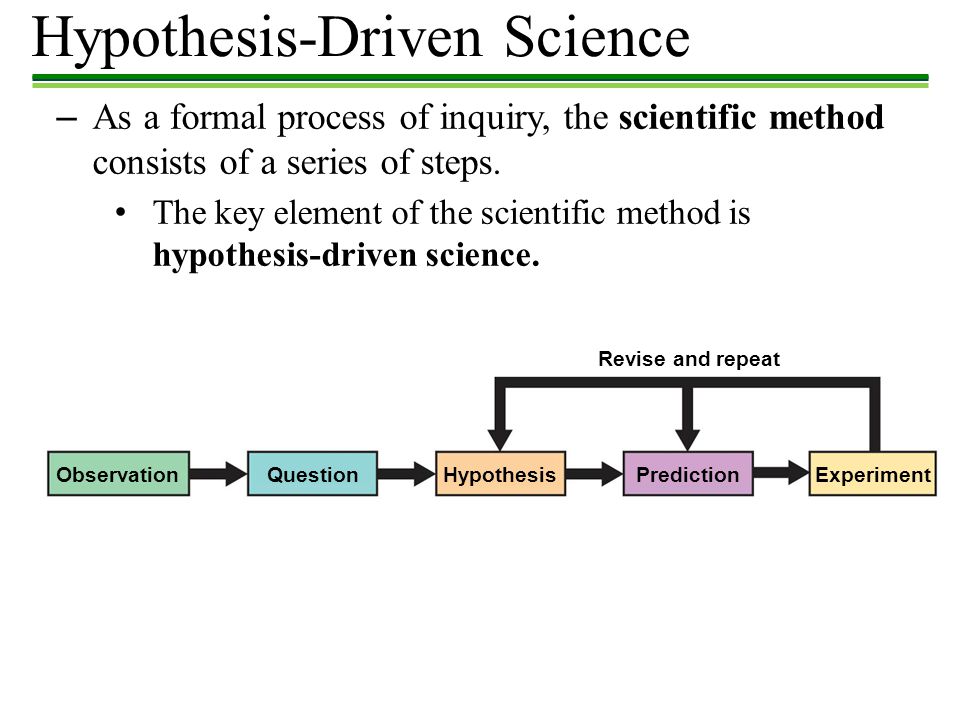 Hypothesis-Driven Science
– As a formal process of inquiry, the scientific method
consists of a series of steps.
• The key element of the scientific method is
hypothesis-driven science.
Revise and repeat
Observation
Question
Hypothesis
Prediction
Experiment